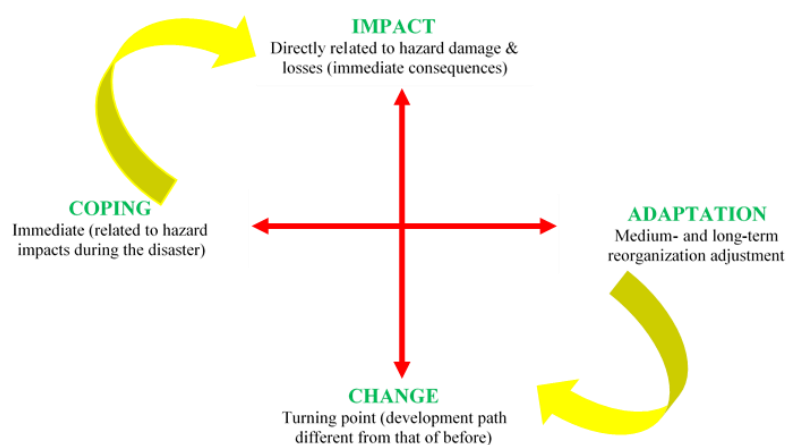 IMPACT
Directly related to hazard damage &
losses (immediate consequences)
COPING
Immediate (related to hazard
impacts during the disaster)
ADAPTATION
Medium- and long-term
reorganization adjustment
CHANGE
Turning point (development path
different from that of before)